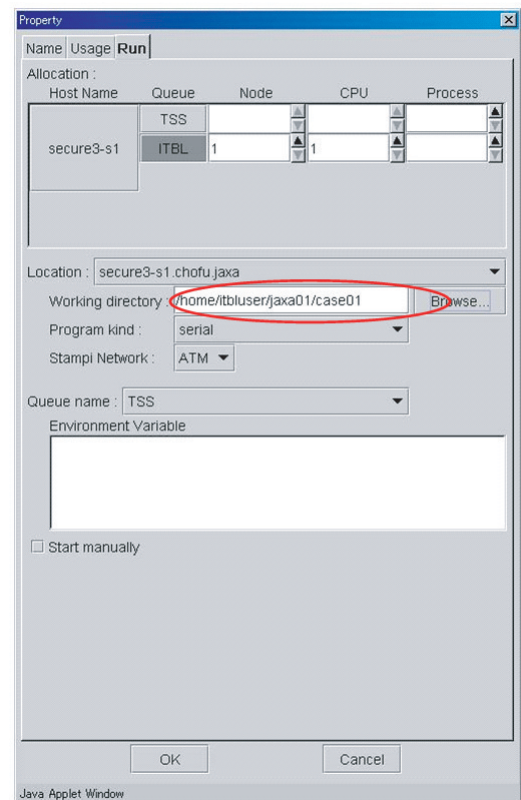 Property
Name Usage Run
Allocation :
Host Name Queue Node CPU Process
TSS
secure3-s1 ITBL 1 1
Location : secure3-s1.chofu.jaxa
Working directory : /home/itbluser/jaxa01/case01 Browse...
Program kind : serial
Stampi Network : ATM
Queue name : TSS
Environment Variable
Start manually
OK Cancel
Java Applet Window